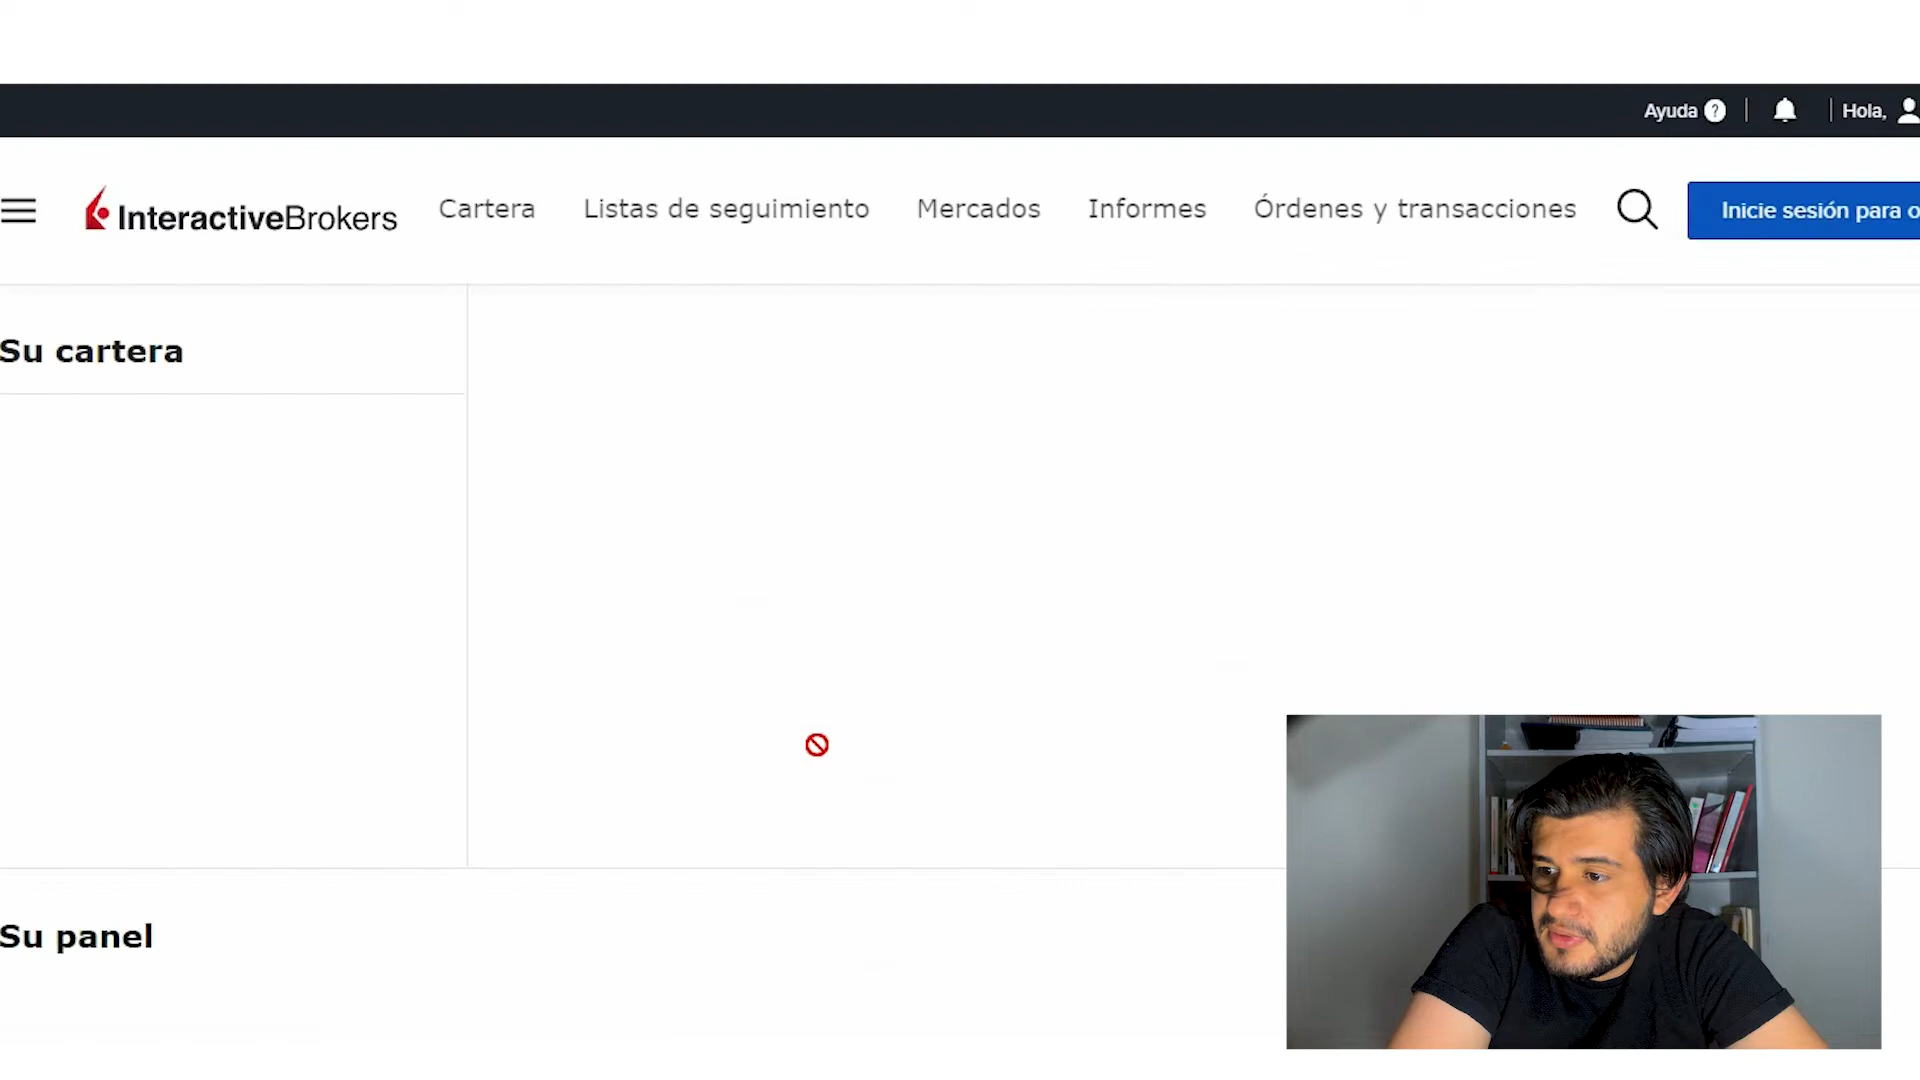 Ayuda ?
Hola,
InteractiveBrokers
Cartera
Listas de seguimiento
Mercados
Informes
Órdenes y transacciones
Inicie sesión para o
Su cartera
Su panel